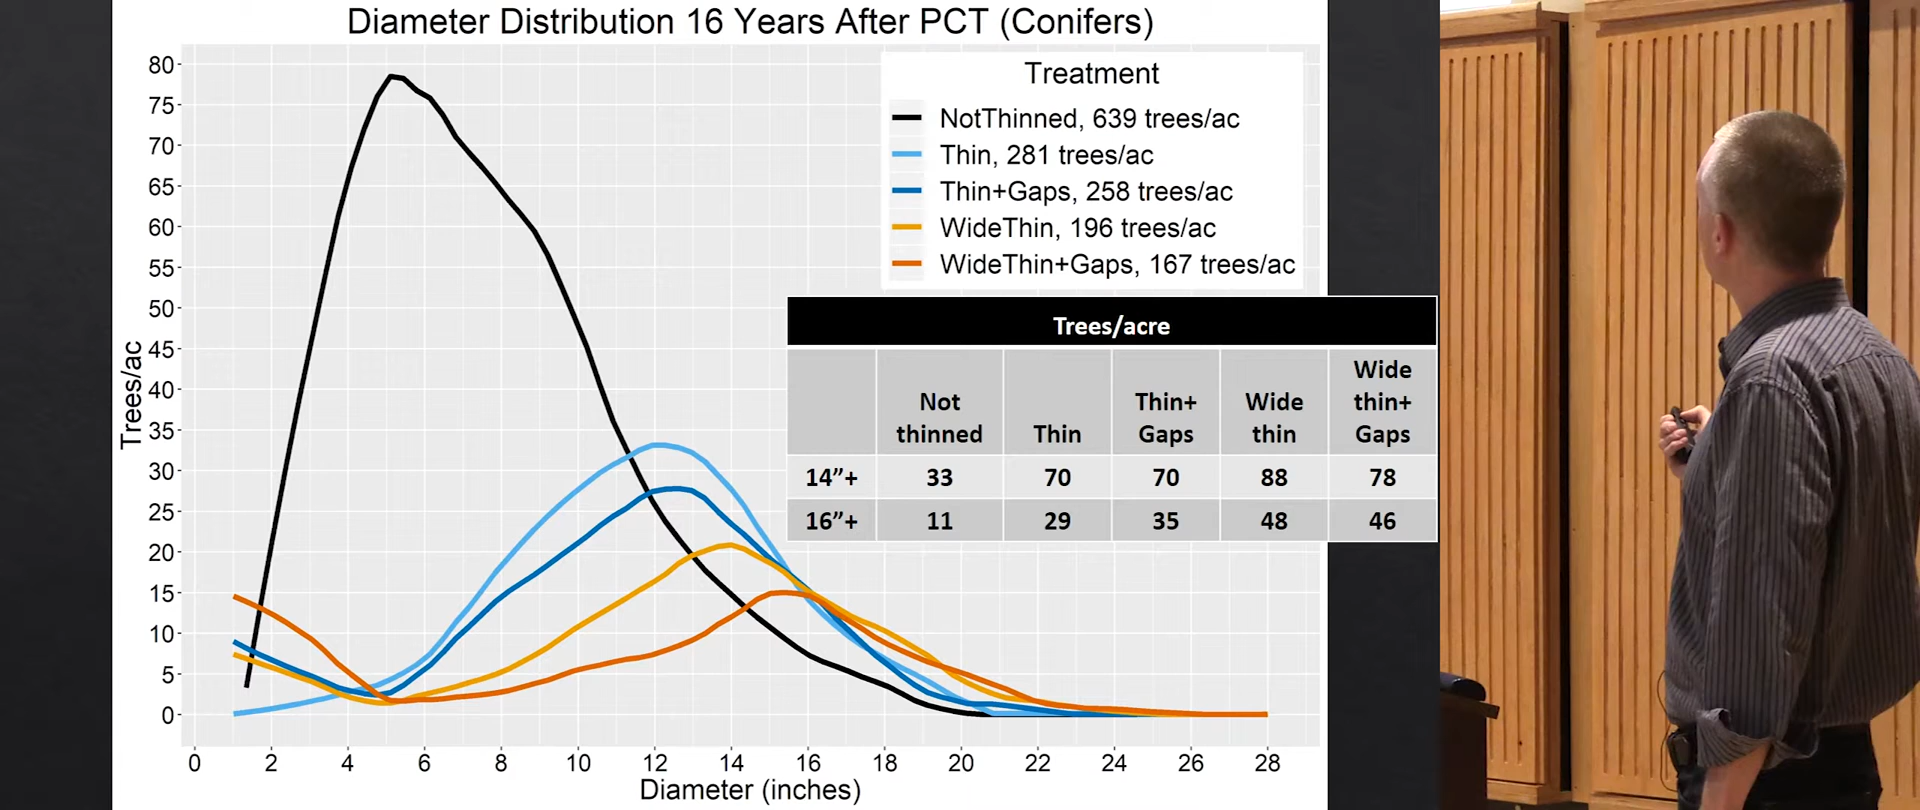 Diameter Distribution 16 Years After PCT (Conifers)
Trees/ac
80
75
70
65
60
55
50
45
40
35
30
25
20
15
10
5
0
0 2 4 6 8 10 12 14 16 18 20 22 24 26 28
Diameter (inches)
Treatment
NotThinned, 639 trees/ac
Thin, 281 trees/ac
Thin+Gaps, 258 trees/ac
WideThin, 196 trees/ac
WideThin+Gaps, 167 trees/ac
Trees/acre
Not
thinned
Thin
Thin+
Gaps
Wide
thin
Wide
thin+
Gaps
14”+ 33 70 70 88 78
16”+ 11 29 35 48 46